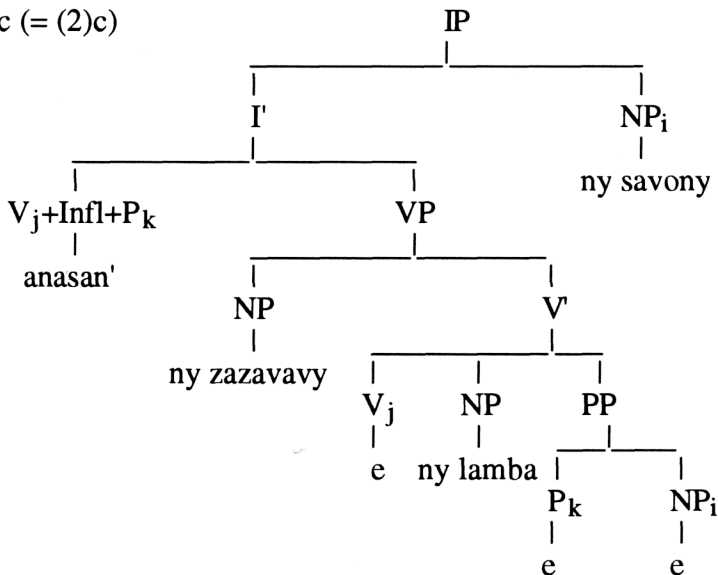 c (= (2)c)
IP
I' NPi
ny savony
Vj+Infl+Pk VP
anasan'
NP V'
ny zazavavy
Vj NP PP
e ny lamba
Pk NPi
e e